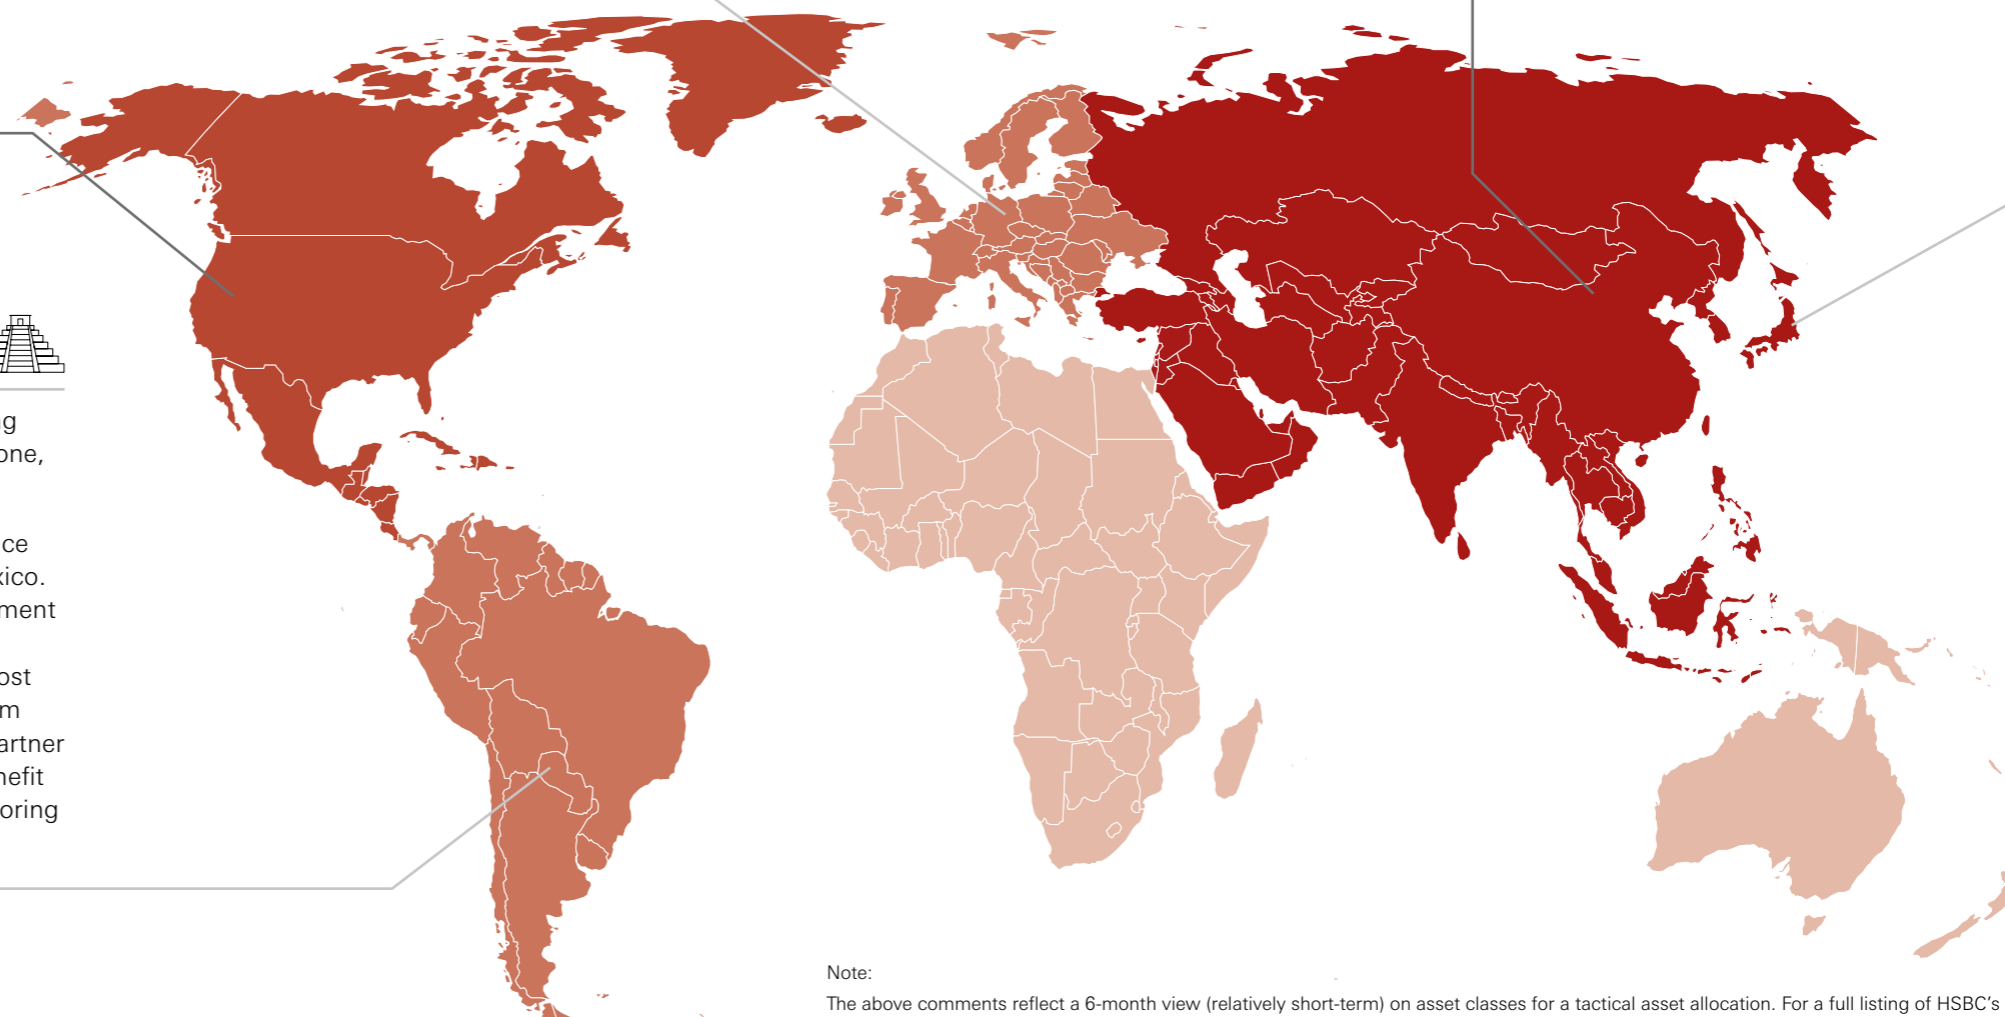 ng
one,
ce
xico.
ment
ost
m
artner
nefit
oring
Note:
The above comments reflect a 6-month view (relatively short-term) on asset classes for a tactical asset allocation. For a full listing of HSBC’s